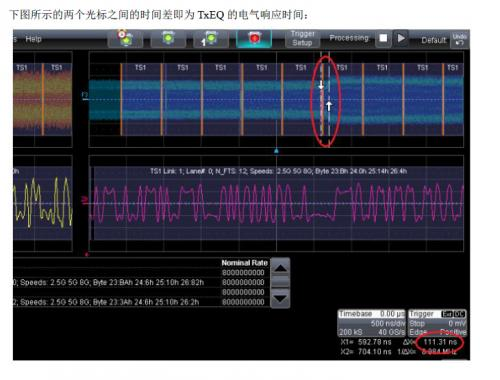 下图所示的两个光标之间的时间差即为 TxEQ 的电气响应时间：
s Help
1
Trigger
Setup
Processing:
Default
Undo
TS1 TS1
TS1 TS1 TS1 TS1 TS1 TS1 TS1 TS1
F3
0h
TS1 Link: 1; Lane#: 0; N_FTS: 12; Speeds: 2.5G 5G 8G; Byte 23:Bh 24:0h 25:14h 26:4h
Nominal Rate
8000000000
0; Speeds: 2.5G 5G 8G; Byte 23:BAh 24:6h 25:10h 26:82h 8000000000
8000000000
2; Speeds: 2.5G 5G 8G; Byte 23:3Ah 24:6h 25:10h 26:2h 8000000000
Timebase 0.00 µs Trigger Ext DC
500 ns/div Stop 0 mV
200 kS 40 GS/s Edge Positive
X1= 592.78 ns ΔX= 111.31 ns
X2= 704.10 ns 1/ΔX= 8.984 MHz